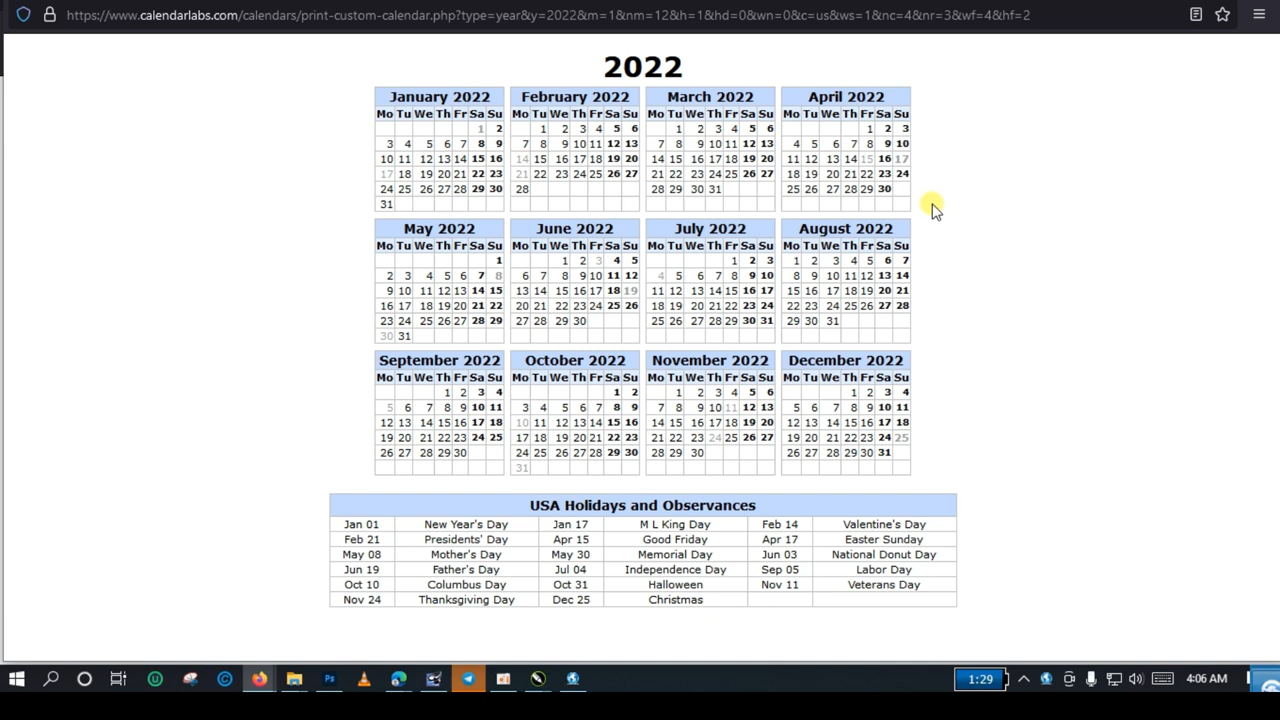 https://www.calendarlabs.com/calendars/print-custom-calendar.php?type=year&y=2022&m=1&nm=12&h=1&hd=0&wn=0&c=us&ws=1&nc=4&nr=3&wf=4&hf=2
2022
January 2022 February 2022 March 2022 April 2022
Mo Tu We Th Fr Sa Su Mo Tu We Th Fr Sa Su Mo Tu We Th Fr Sa Su Mo Tu We Th Fr Sa Su
1 2 1 2 3 4 5 6 1 2 3 4 5 6 1 2 3
3 4 5 6 7 8 9 7 8 9 10 11 12 13 7 8 9 10 11 12 13 4 5 6 7 8 9 10
10 11 12 13 14 15 16 14 15 16 17 18 19 20 14 15 16 17 18 19 20 11 12 13 14 15 16 17
17 18 19 20 21 22 23 21 22 23 24 25 26 27 21 22 23 24 25 26 27 18 19 20 21 22 23 24
24 25 26 27 28 29 30 28 28 29 30 31 25 26 27 28 29 30
31
May 2022 June 2022 July 2022 August 2022
Mo Tu We Th Fr Sa Su Mo Tu We Th Fr Sa Su Mo Tu We Th Fr Sa Su Mo Tu We Th Fr Sa Su
1 1 2 3 4 5 1 2 3 1 2 3 4 5 6 7
2 3 4 5 6 7 8 6 7 8 9 10 11 12 4 5 6 7 8 9 10 8 9 10 11 12 13 14
9 10 11 12 13 14 15 13 14 15 16 17 18 19 11 12 13 14 15 16 17 15 16 17 18 19 20 21
16 17 18 19 20 21 22 20 21 22 23 24 25 26 18 19 20 21 22 23 24 22 23 24 25 26 27 28
23 24 25 26 27 28 29 27 28 29 30 25 26 27 28 29 30 31 29 30 31
30 31
September 2022 October 2022 November 2022 December 2022
Mo Tu We Th Fr Sa Su Mo Tu We Th Fr Sa Su Mo Tu We Th Fr Sa Su Mo Tu We Th Fr Sa Su
1 2 3 4 1 2 1 2 3 4 5 6 1 2 3 4
5 6 7 8 9 10 11 3 4 5 6 7 8 9 7 8 9 10 11 12 13 5 6 7 8 9 10 11
12 13 14 15 16 17 18 10 11 12 13 14 15 16 14 15 16 17 18 19 20 12 13 14 15 16 17 18
19 20 21 22 23 24 25 17 18 19 20 21 22 23 21 22 23 24 25 26 27 19 20 21 22 23 24 25
26 27 28 29 30 24 25 26 27 28 29 30 28 29 30 26 27 28 29 30 31
31
USA Holidays and Observances
Jan 01 New Year's Day Jan 17 M L King Day Feb 14 Valentine's Day
Feb 21 Presidents' Day Apr 15 Good Friday Apr 17 Easter Sunday
May 08 Mother's Day May 30 Memorial Day Jun 03 National Donut Day
Jun 19 Father's Day Jul 04 Independence Day Sep 05 Labor Day
Oct 10 Columbus Day Oct 31 Halloween Nov 11 Veterans Day
Nov 24 Thanksgiving Day Dec 25 Christmas
U C Ps 1:29 4:06 AM